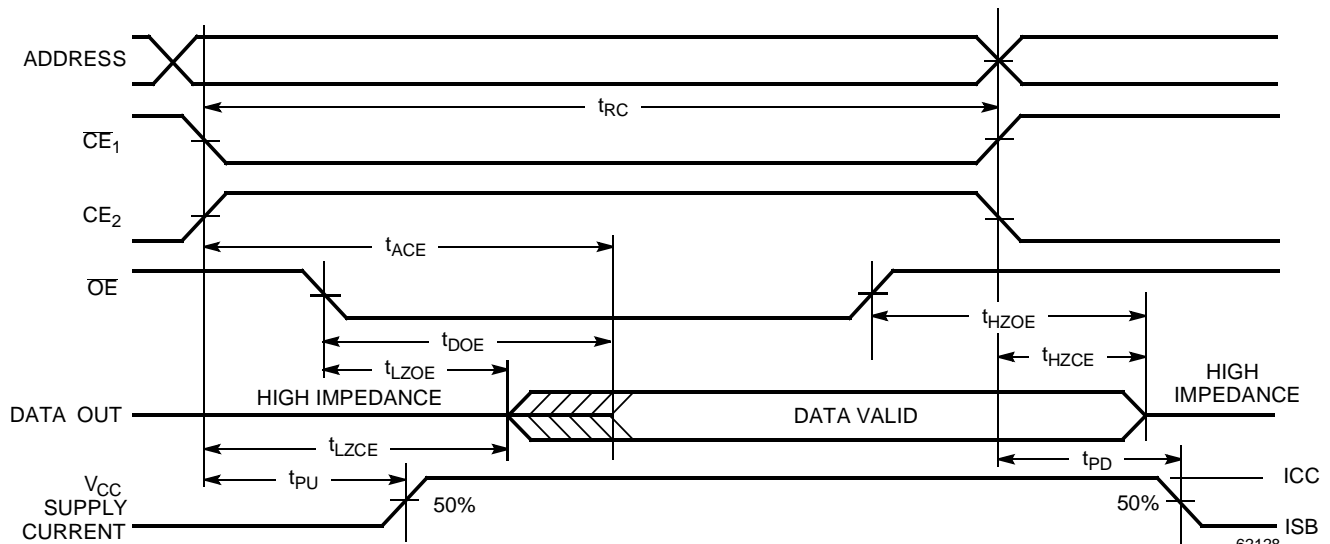 ADDRESS
tRC
CE1
CE2
tACE
OE
tHZOE
tDOE
tHZCE
tLZOE
HIGH
IMPEDANCE
HIGH IMPEDANCE
DATA OUT
DATA VALID
tLZCE
tPD
tPU
VCC
SUPPLY
CURRENT
50%
50%
ICC
ISB